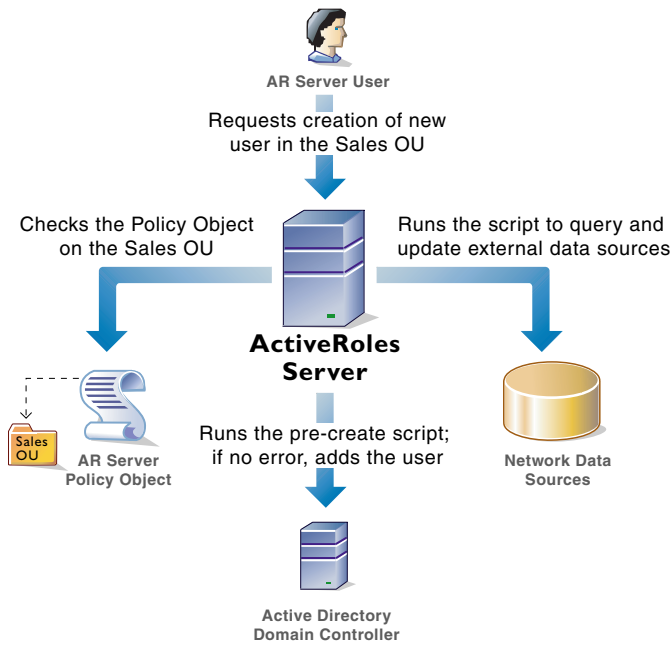 AR Server User
Requests creation of new
user in the Sales OU
Checks the Policy Object
on the Sales OU
Runs the script to query and
update external data sources
ActiveRoles
Server
Sales
OU
AR Server
Policy Object
Runs the pre-create script;
if no error, adds the user
Network Data
Sources
Active Directory
Domain Controller